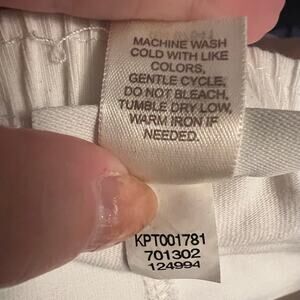 MACHINE WASH
COLD WITH LIKE
COLORS,
GENTLE CYCLE,
DO NOT BLEACH,
TUMBLE DRY LOW,
WARM IRON IF
NEEDED.
KPT001781
701302
124994